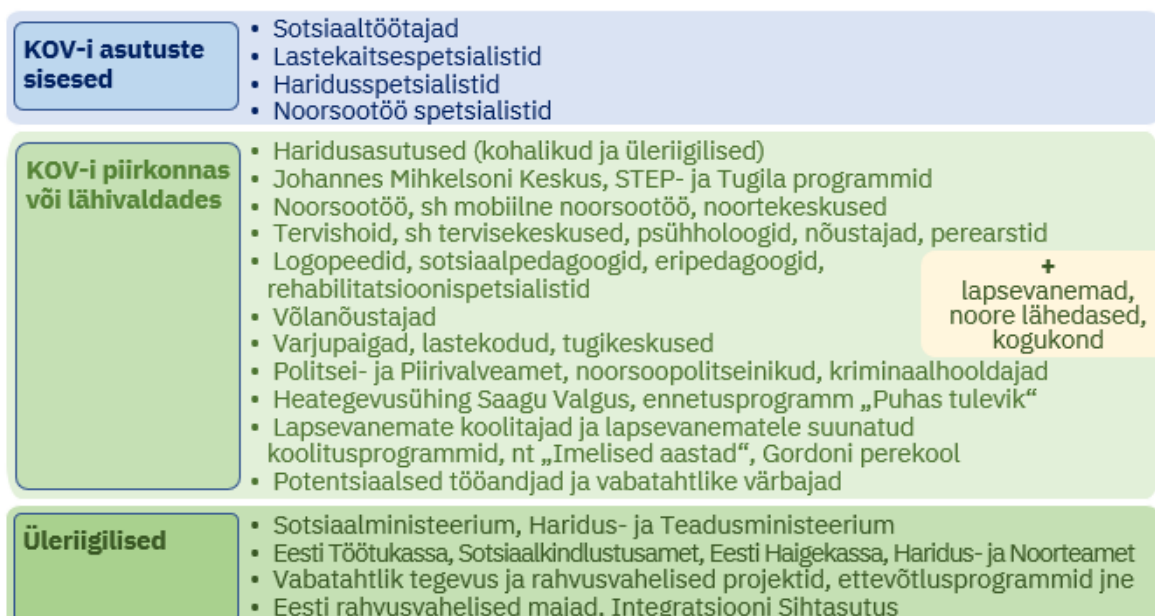 KOV-i asutuste
sisesed
• Sotsiaaltöötajad
• Lastekaitsespetsialistid
• Haridusspetsialistid
• Noorsootöö spetsialistid
KOV-i piirkonnas
või lähivaldades
• Haridusasutused (kohalikud ja üleriigilised)
• Johannes Mihkelsoni Keskus, STEP- ja Tugila programmid
• Noorsootöö, sh mobiilne noorsootöö, noortekeskused
• Tervishoid, sh tervisekeskused, psühholoogid, nõustajad, perearstid
• Logopeedid, sotsiaalpedagoogid, eripedagoogid,
rehabilitatsioonispetsialistid
• Võlanõustajad
• Varjupaigad, lastekodud, tugikeskused
• Politsei- ja Piirivalveamet, noorsoopolitseinikud, kriminaalhooldajad
• Heategevusühing Saagu Valgus, ennetusprogramm „Puhas tulevik“
• Lapsevanemate koolitajad ja lapsevanematele suunatud
koolitusprogrammid, nt „Imelised aastad“, Gordoni perekool
• Potentsiaalsed tööandjad ja vabatahtlike värbajad
+
lapsevanemad,
noore lähedased,
kogukond
Üleriigilised
• Sotsiaalministeerium, Haridus- ja Teadusministeerium
• Eesti Töötukassa, Sotsiaalkindlustusamet, Eesti Haigekassa, Haridus- ja Noorteamet
• Vabatahtlik tegevus ja rahvusvahelised projektid, ettevõtlusprogrammid jne
• Eesti rahvusvahelised majad, Integratsiooni Sihtasutus